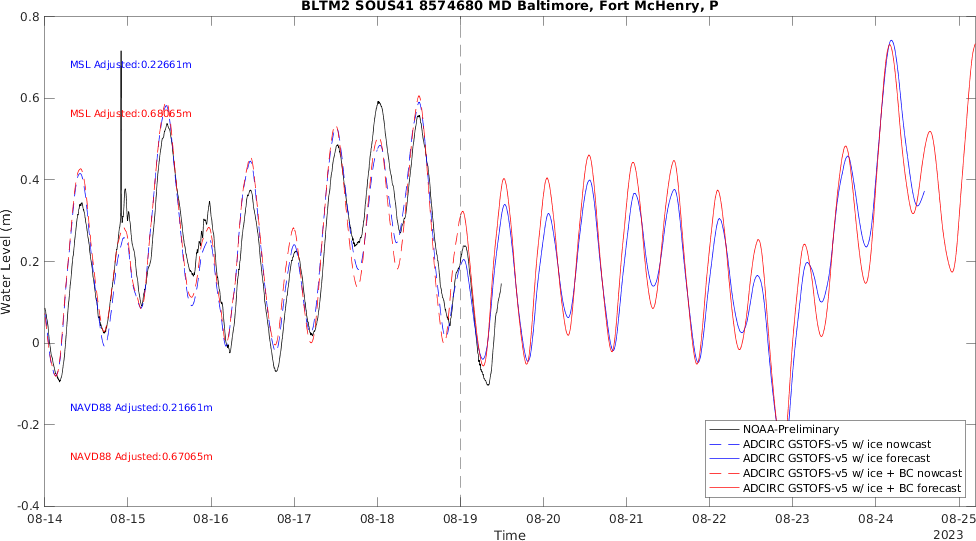 BLTM2 SOUS41 8574680 MD Baltimore, Fort McHenry, P
0.8
0.6
0.4
0.2
0
-0.2
-0.4
Water Level (m)
MSL Adjusted:0.22661m
MSL Adjusted:0.68065m
NAVD88 Adjusted:0.21661m
NAVD88 Adjusted:0.67065m
NOAA-Preliminary
ADCIRC GSTOFS-v5 w/ ice nowcast
ADCIRC GSTOFS-v5 w/ ice forecast
ADCIRC GSTOFS-v5 w/ ice + BC nowcast
ADCIRC GSTOFS-v5 w/ ice + BC forecast
08-14 08-15 08-16 08-17 08-18 08-19 08-20 08-21 08-22 08-23 08-24 08-25
Time
2023